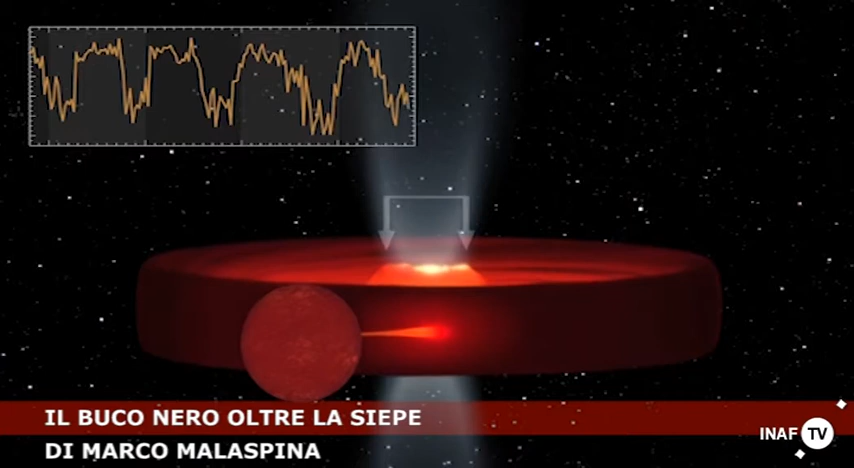 IL BUCO NERO OLTRE LA SIEPE
DI MARCO MALASPINA
INAF TV